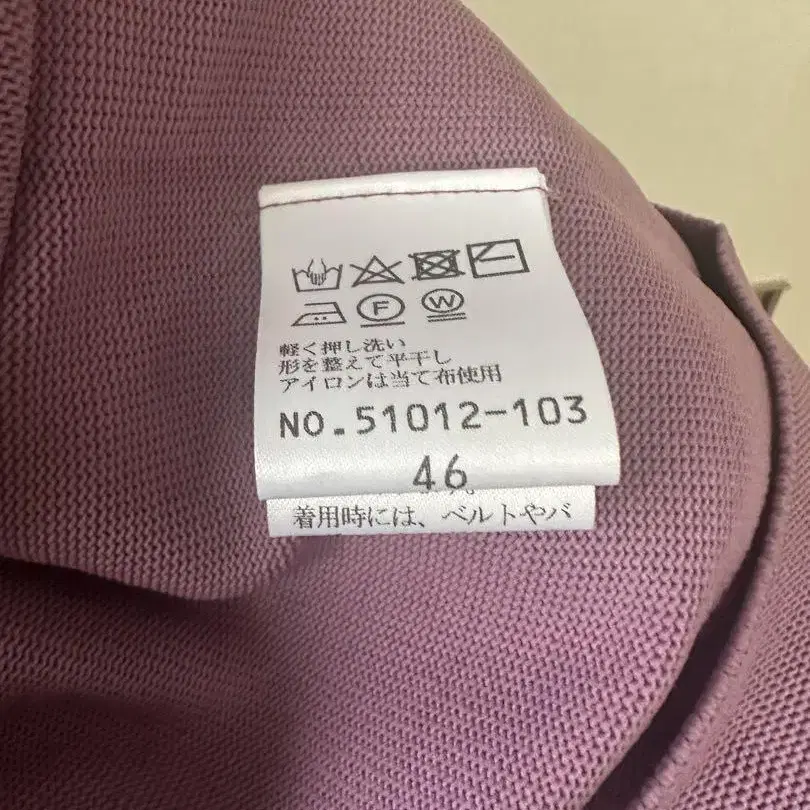 F W
軽く押し洗い
形を整えて平干し
アイロンは当て布使用
NO.51012-103
46
着用時には、ベルトやバ